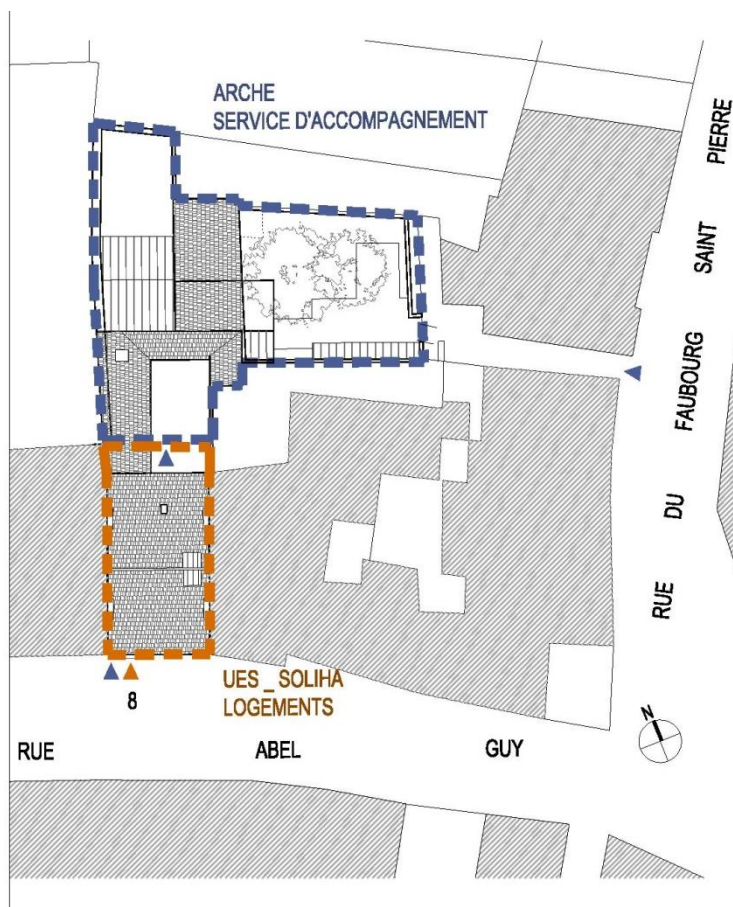 ARCHE
SERVICE D'ACCOMPAGNEMENT
RUE DU FAUBOURG SAINT PIERRE
UES _ SOLIHA
LOGEMENTS
8
N
RUE ABEL GUY